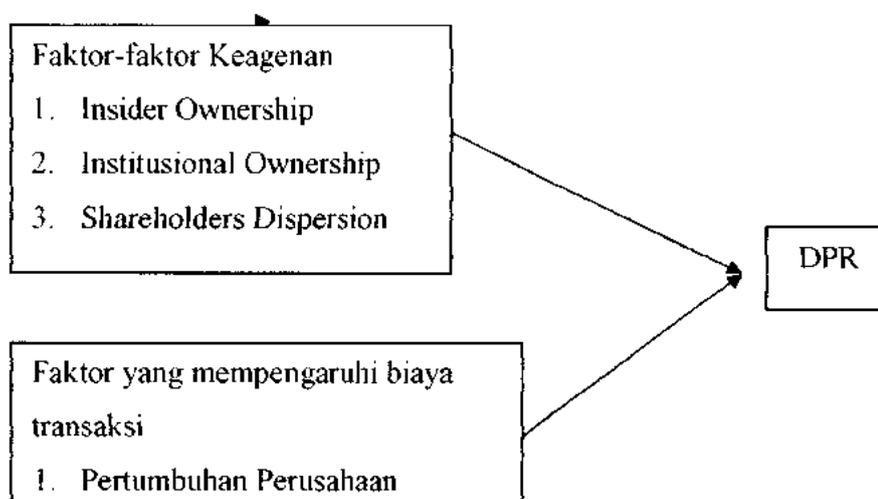 Faktor-faktor Keagenan
1. Insider Ownership
2. Institusional Ownership
3. Shareholders Dispersion
DPR
Faktor yang mempengaruhi biaya
transaksi
1. Pertumbuhan Perusahaan